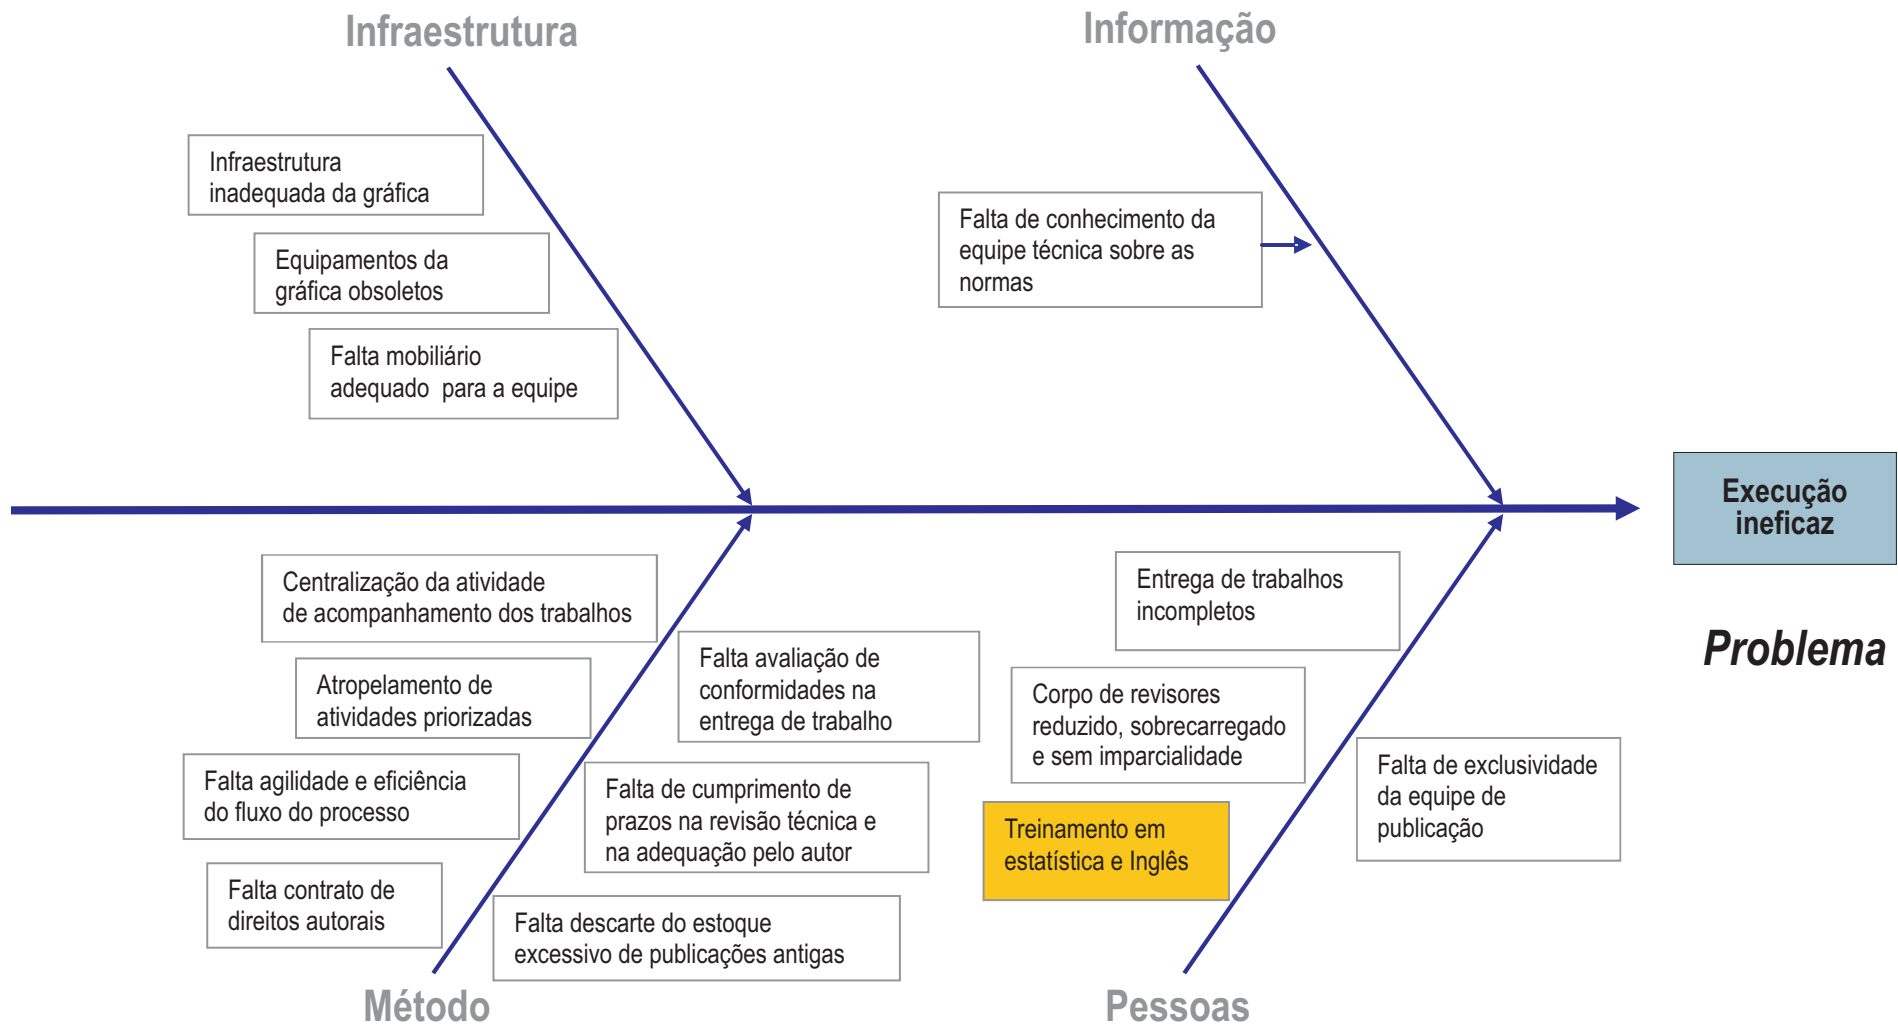 Infraestrutura
Informação
Infraestrutura
inadequada da gráfica
Equipamentos da
gráfica obsoletos
Falta mobiliário
adequado para a equipe
Falta de conhecimento da
equipe técnica sobre as
normas
Execução
ineficaz
Problema
Centralização da atividade
de acompanhamento dos trabalhos
Atropelamento de
atividades priorizadas
Falta agilidade e eficiência
do fluxo do processo
Falta contrato de
direitos autorais
Falta avaliação de
conformidades na
entrega de trabalho
Falta de cumprimento de
prazos na revisão técnica e
na adequação pelo autor
Falta descarte do estoque
excessivo de publicações antigas
Entrega de trabalhos
incompletos
Corpo de revisores
reduzido, sobrecarregado
e sem imparcialidade
Treinamento em
estatística e Inglês
Falta de exclusividade
da equipe de
publicação
Método
Pessoas